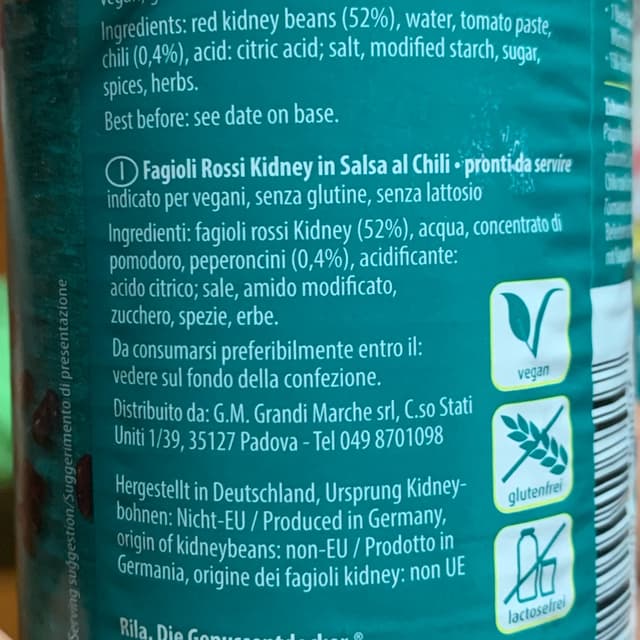 Ingredients: red kidney beans (52%), water, tomato paste,
chili (0,4%), acid: citric acid; salt, modified starch, sugar,
spices, herbs.
Best before: see date on base.
I Fagioli Rossi Kidney in Salsa al Chili • pronti da servire
indicato per vegani, senza glutine, senza lattosio
Ingredienti: fagioli rossi Kidney (52%), acqua, concentrato di
pomodoro, peperoncini (0,4%), acidificante:
acido citrico; sale, amido modificato,
zucchero, spezie, erbe.
Da consumarsi preferibilmente entro il:
vedere sul fondo della confezione.
Distribuito da: G.M. Grandi Marche srl, C.so Stati
Uniti 1/39, 35127 Padova - Tel 049 8701098
Hergestellt in Deutschland, Ursprung Kidney-
bohnen: Nicht-EU / Produced in Germany,
origin of kidneybeans: non-EU / Prodotto in
Germania, origine dei fagioli kidney: non UE
Rila. Die
vegan
glutenfrei
lactosefrei
Serving suggestion/Suggerimento di presentazione